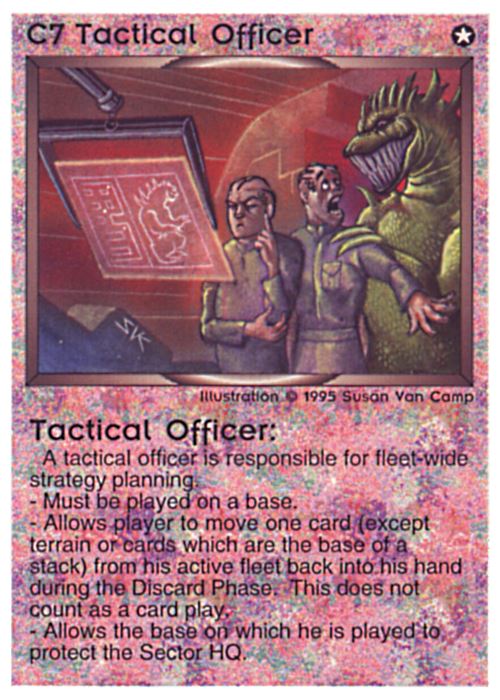 C7 Tactical Officer
SVC
Illustration © 1995 Susan Van Camp
Tactical Officer:
A tactical officer is responsible for fleet-wide
strategy planning.
- Must be played on a base.
- Allows player to move one card (except
terrain or cards which are the base of a
stack) from his active fleet back into his hand
during the Discard Phase. This does not
count as a card play.
- Allows the base on which he is played to
protect the Sector HQ.